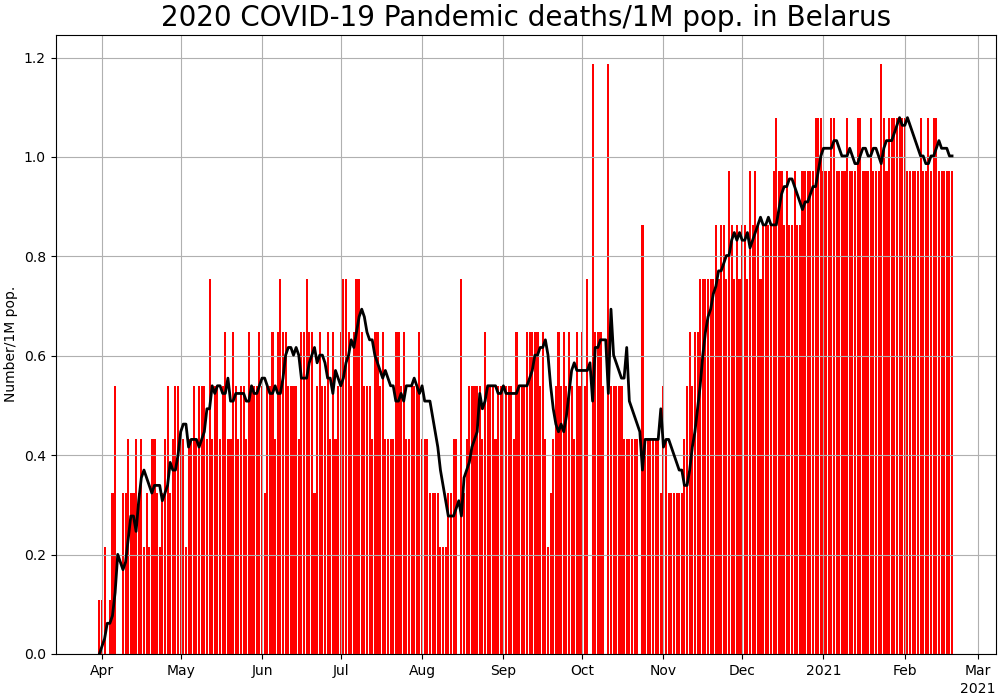 2020 COVID-19 Pandemic deaths/1M pop. in Belarus
Number/1M pop.
1.2
1.0
0.8
0.6
0.4
0.2
0.0
Apr May Jun Jul Aug Sep Oct Nov Dec 2021 Feb Mar
2021